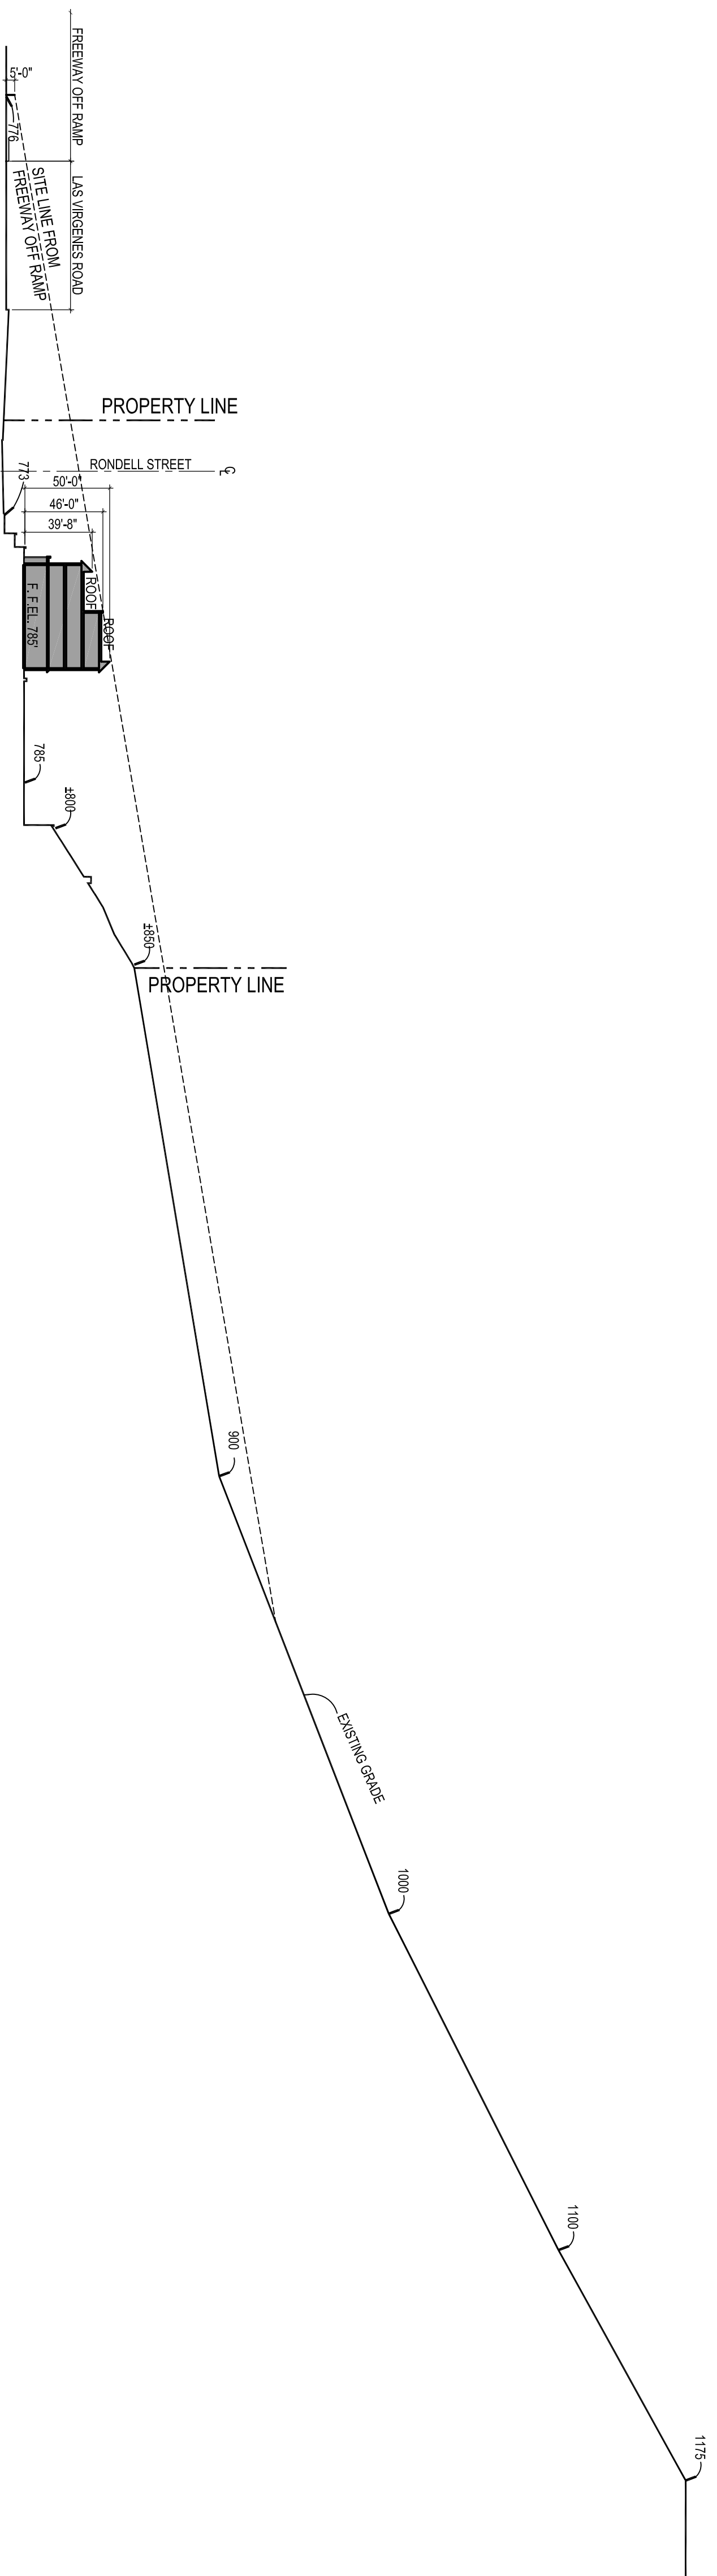 FREEWAY OFF RAMP
5'-0"
776
LAS VIRGENES ROAD
SITE LINE FROM
FREEWAY OFF RAMP
PROPERTY LINE
RONDELL STREET
773
50'-0"
46'-0"
39'-8"
ROOF
ROOF
F. F.EL. 785'
785
±800
±850
PROPERTY LINE
900
EXISTING GRADE
1000
1100
1175